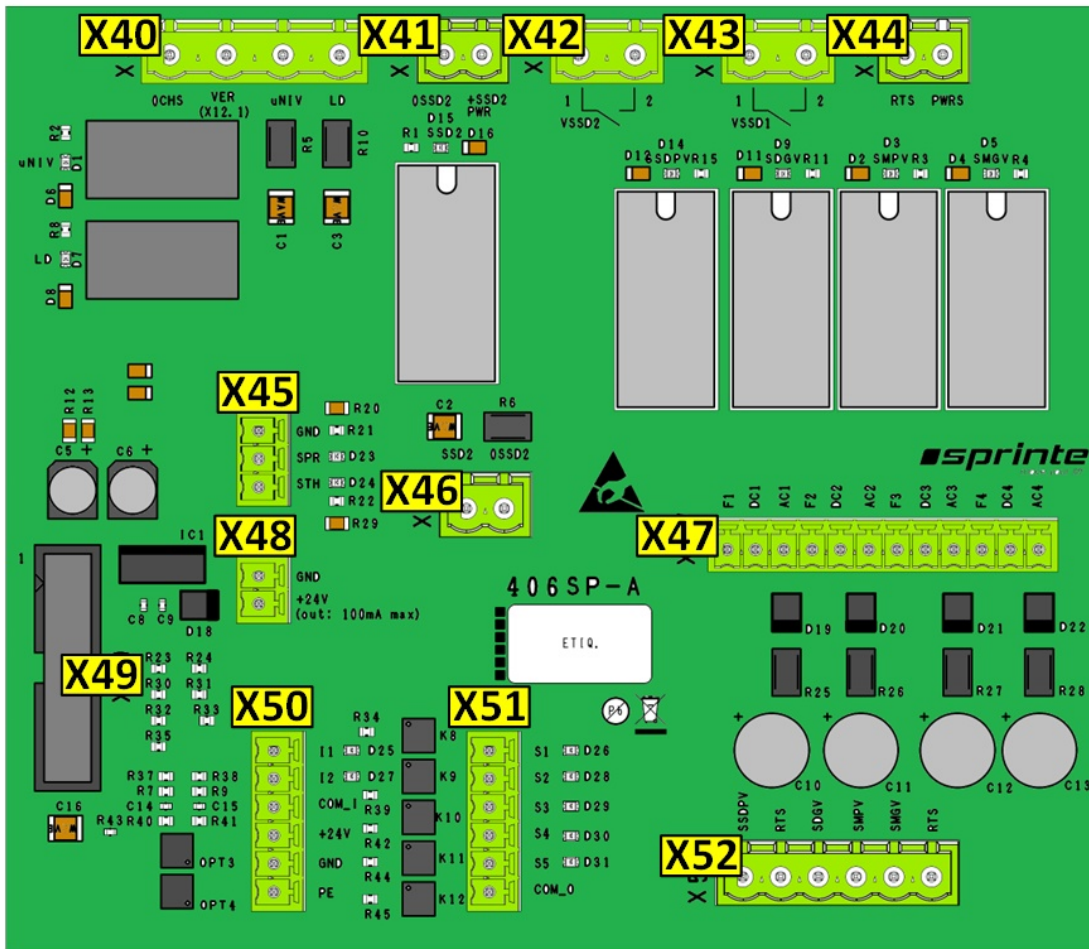 X40 X41 X42 X43 X44
X X X X X
OCHS VER (X12.1) uNIV LD
0SSD2 +SSD2 PWR
1 2
VSSD2
1 2
VSSD1
RTS PWRS
R2
uNIV D1
D6
R8
LD D7
D8
R5 R10
C1 C3
R1 D15 SSD2 D16
D12 D14 SSDPV R15
D11 D9 SDGV R11
D2 D3 SMPV R3
D4 D5 SMGV R4
R12 R13
C5 + C6 +
X45
GND
SPR
STH
R20
R21
D23
D24
R22
R29
C2 R6
SSD2 0SSD2
X46
X
sprinte
F1 DC1 AC1 F2 DC2 AC2 F3 DC3 AC3 F4 DC4 AC4
X47
X48
GND
+24V
(out: 100mA max)
1
IC1
C8 C9 D18
406SP-A
ETIQ.
D19 D20 D21 D22
R25 R26 R27 R28
X49
R23 R24
R30 R31
R32 R33
R35
R37 R38
R7 R9
C14 C15
R40 R41
C16 R43
OPT3
OPT4
X50
I1 D25
I2 D27
COM_I
+24V
GND
PE
R34
R39
R42
R44
R45
K8
K9
K10
K11
K12
X51
S1 D26
S2 D28
S3 D29
S4 D30
S5 D31
COM_O
+ + + +
C10 C11 C12 C13
SSDPV RTS SDGV SMPV SMGV RTS
X52